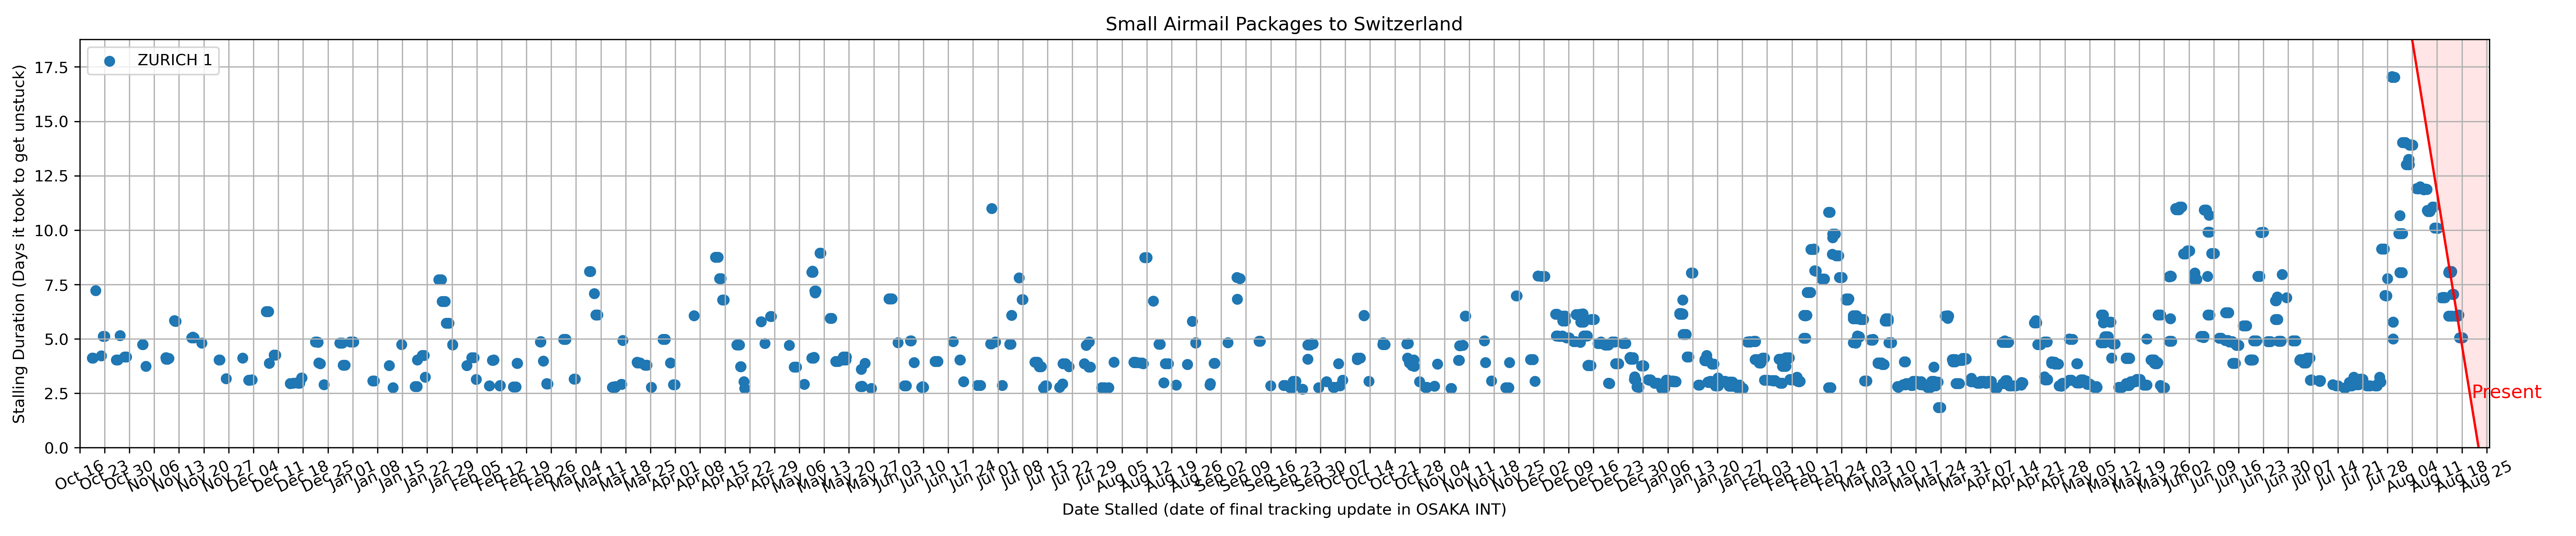 Small Airmail Packages to Switzerland
ZURICH 1
Stalling Duration (Days it took to get unstuck)
17.5
15.0
12.5
10.0
7.5
5.0
2.5
0.0
Present
Oct 16
Oct 23
Oct 30
Nov 06
Nov 13
Nov 20
Nov 27
Dec 04
Dec 11
Dec 18
Dec 25
Jan 01
Jan 08
Jan 15
Jan 22
Jan 29
Feb 05
Feb 12
Feb 19
Feb 26
Mar 04
Mar 11
Mar 18
Mar 25
Apr 01
Apr 08
Apr 15
Apr 22
Apr 29
May 06
May 13
May 20
May 27
Jun 03
Jun 10
Jun 17
Jun 24
Jul 01
Jul 08
Jul 15
Jul 22
Jul 29
Aug 05
Aug 12
Aug 19
Aug 26
Sep 02
Sep 09
Sep 16
Sep 23
Sep 30
Oct 07
Oct 14
Oct 21
Oct 28
Nov 04
Nov 11
Nov 18
Nov 25
Dec 02
Dec 09
Dec 16
Dec 23
Dec 30
Jan 06
Jan 13
Jan 20
Jan 27
Feb 03
Feb 10
Feb 17
Feb 24
Mar 03
Mar 10
Mar 17
Mar 24
Mar 31
Apr 07
Apr 14
Apr 21
Apr 28
May 05
May 12
May 19
May 26
Jun 02
Jun 09
Jun 16
Jun 23
Jun 30
Jul 07
Jul 14
Jul 21
Jul 28
Aug 04
Aug 11
Aug 18
Aug 25
Date Stalled (date of final tracking update in OSAKA INT)